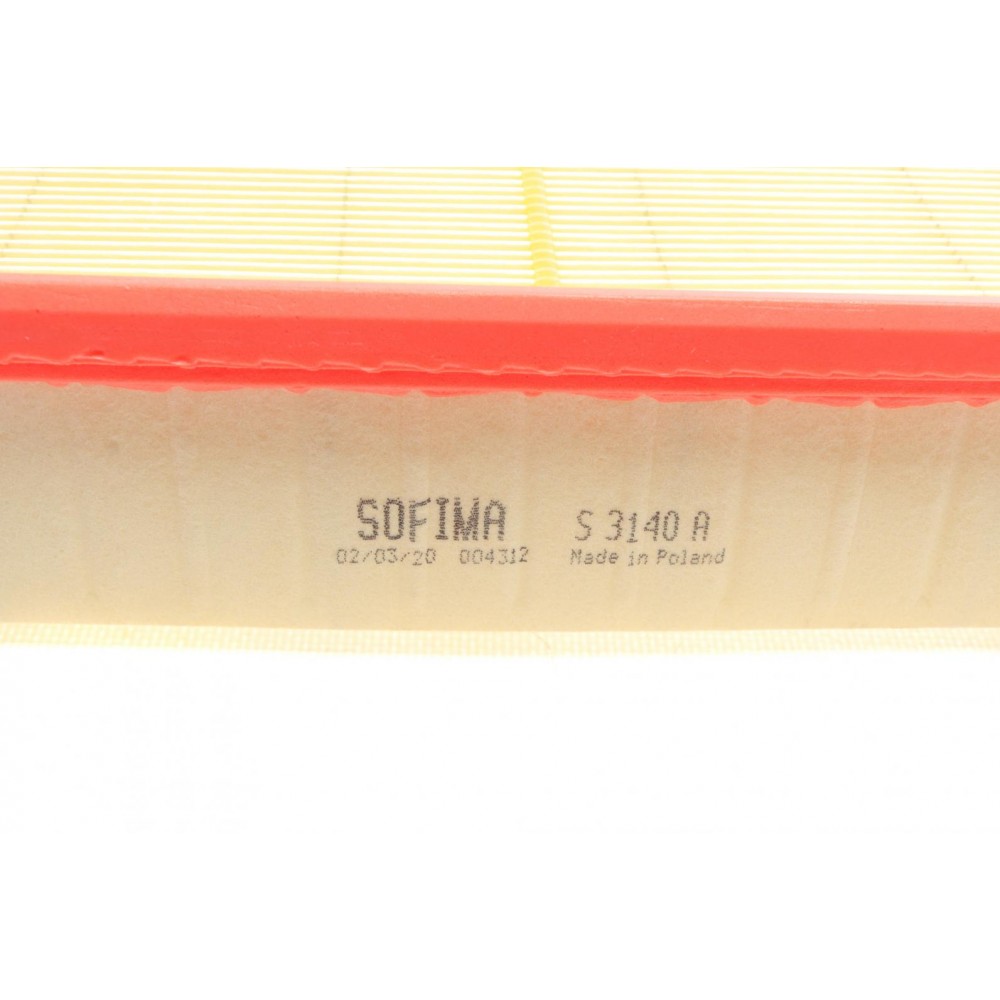 SOFIMA S 3140 A
02/03/20 004312 Made in Poland